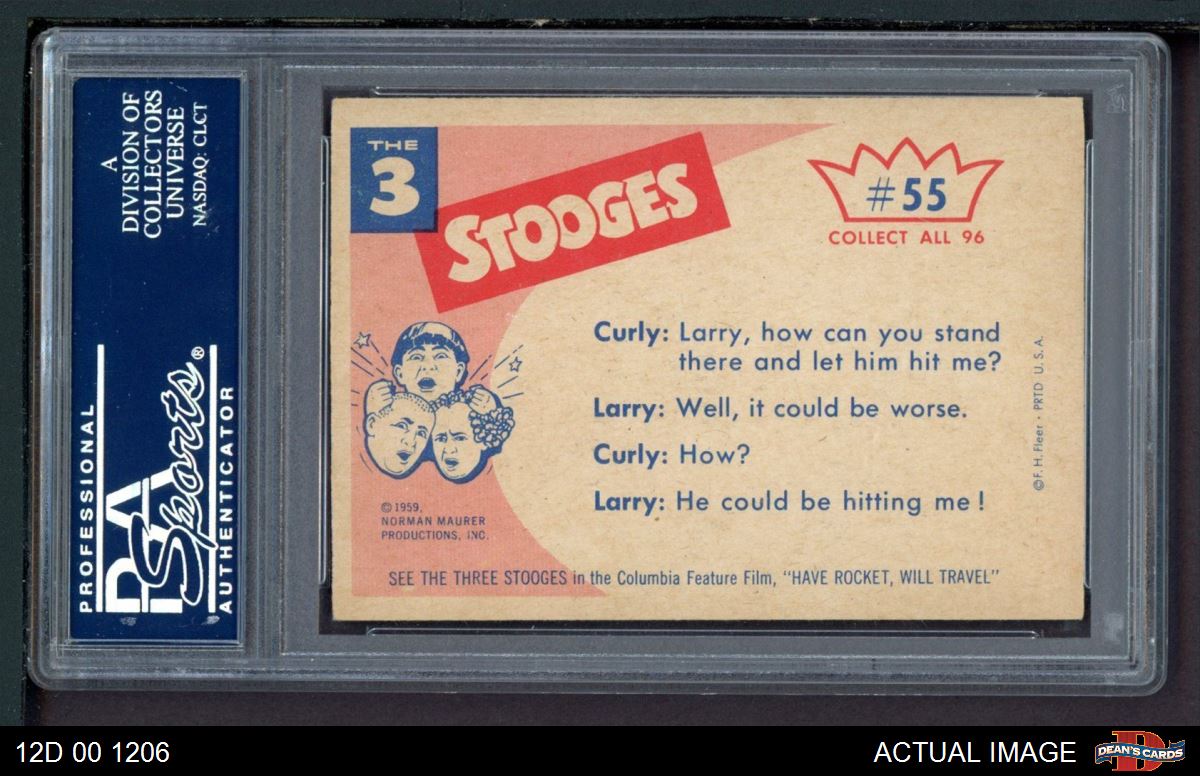 A
DIVISION OF
COLLECTORS
UNIVERSE
NASDAQ: CLCT
PROFESSIONAL
PSA
Sports®
AUTHENTICATOR
THE
3
STOOGES
#55
COLLECT ALL 96
Curly: Larry, how can you stand
there and let him hit me?
Larry: Well, it could be worse.
Curly: How?
Larry: He could be hitting me!
© F. H. Fleer • PRTD U. S. A.
© 1959,
NORMAN MAURER
PRODUCTIONS, INC.
SEE THE THREE STOOGES in the Columbia Feature Film, "HAVE ROCKET, WILL TRAVEL"
12D 00 1206
ACTUAL IMAGE
DEAN'S CARDS